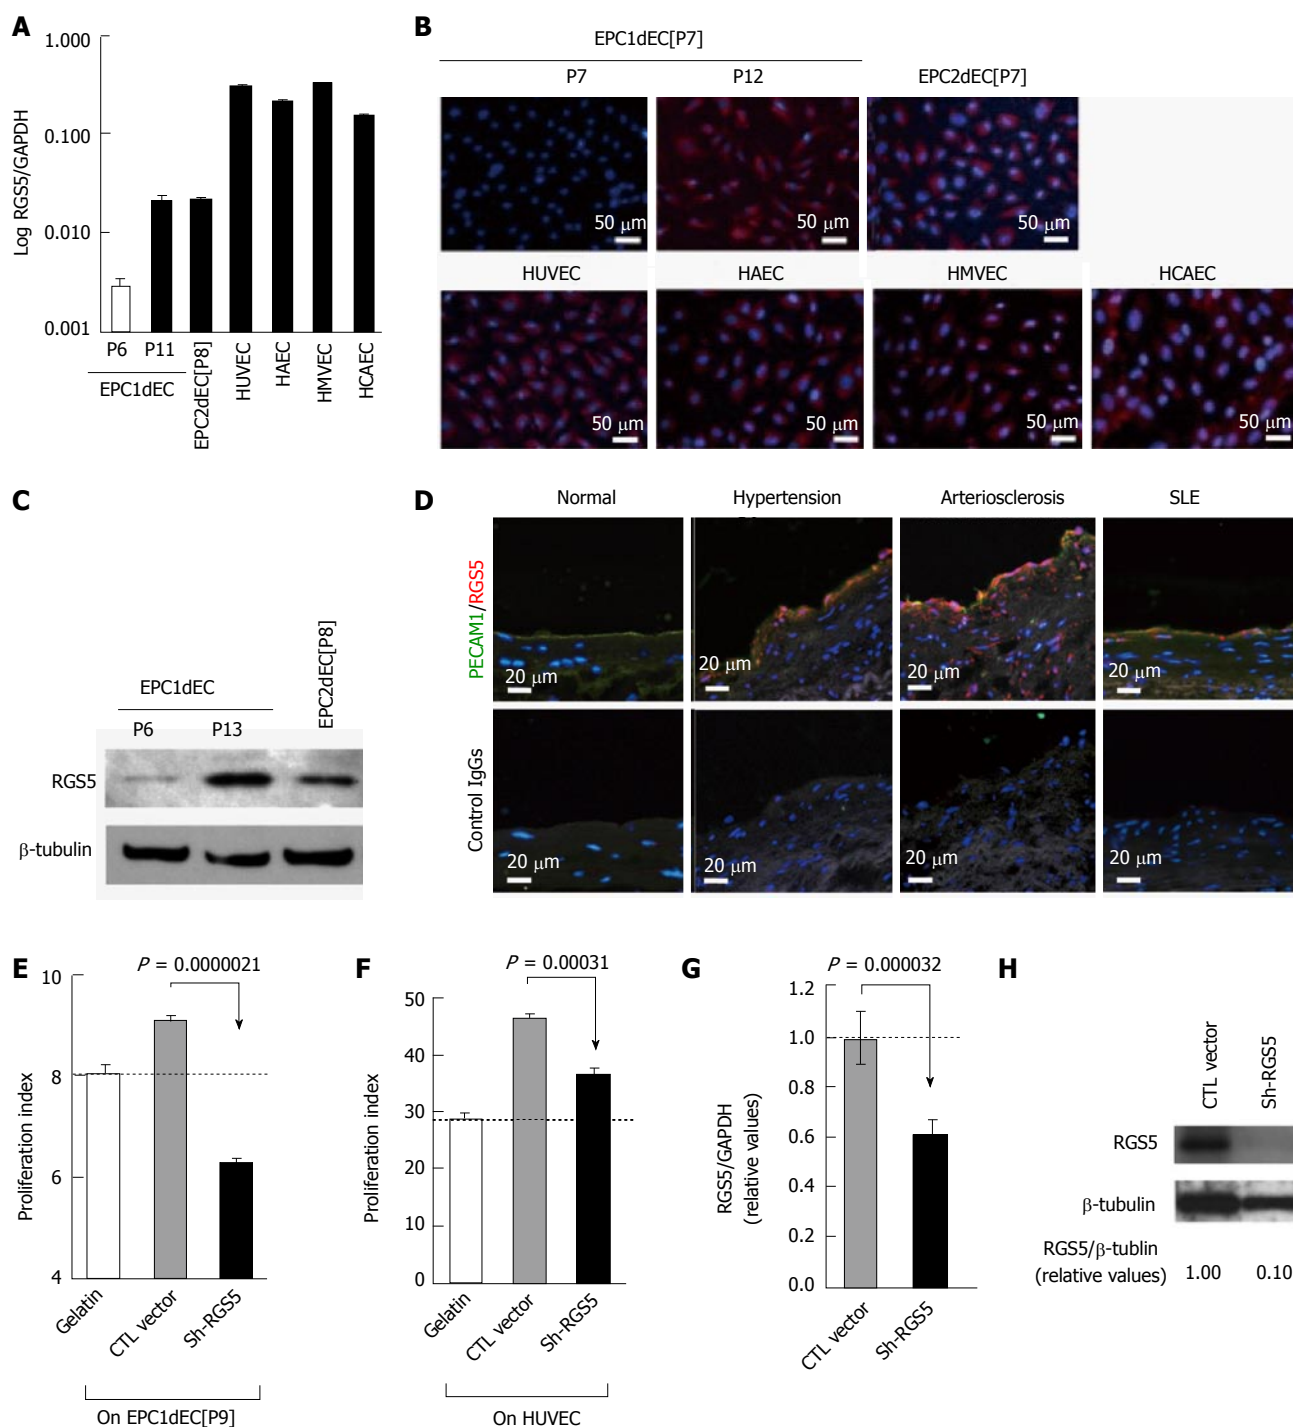 A
1.000
0.100
0.010
0.001
Log RGS5/GAPDH
P6
P11
EPC1dEC
EPC2dEC[P8]
HUVEC
HAEC
HMVEC
HCAEC
B
EPC1dEC[P7]
P7
P12
EPC2dEC[P7]
50 μm
50 μm
50 μm
HUVEC
HAEC
HMVEC
HCAEC
50 μm
50 μm
50 μm
50 μm
C
EPC1dEC
P6
P13
EPC2dEC[P8]
RGS5
β-tubulin
D
Normal
Hypertension
Arteriosclerosis
SLE
PECAM1/RGS5
20 μm
20 μm
20 μm
20 μm
20 μm
20 μm
Control IgGs
20 μm
20 μm
20 μm
20 μm
E
P = 0.0000021
10
8
6
4
Proliferation index
Gelatin
CTL vector
Sh-RGS5
On EPC1dEC[P9]
F
P = 0.00031
50
40
30
20
10
0
Proliferation index
Gelatin
CTL vector
Sh-RGS5
On HUVEC
G
P = 0.000032
1.2
1.0
0.8
0.6
0.4
0.2
0.0
RGS5/GAPDH
(relative values)
CTL vector
Sh-RGS5
H
CTL vector
Sh-RGS5
RGS5
β-tubulin
RGS5/β-tublin
(relative values)
1.00
0.10